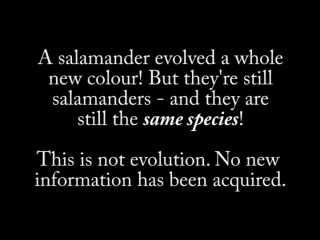 A salamander evolved a whole
new colour! But they're still
salamanders - and they are
still the same species!
This is not evolution. No new
information has been acquired.